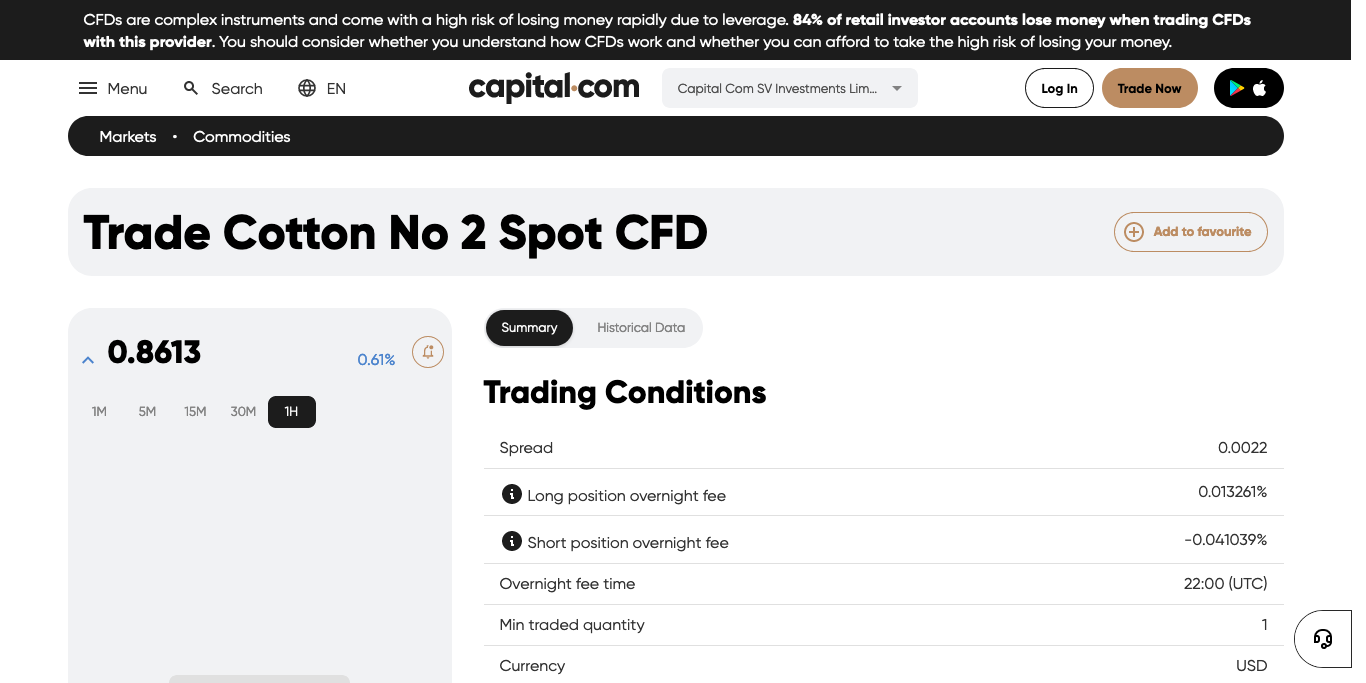 CFDs are complex instruments and come with a high risk of losing money rapidly due to leverage. 84% of retail investor accounts lose money when trading CFDs
with this provider. You should consider whether you understand how CFDs work and whether you can afford to take the high risk of losing your money.
Menu Search EN capital.com Capital Com SV Investments Lim... Log In Trade Now
Markets • Commodities
Trade Cotton No 2 Spot CFD
Add to favourite
0.8613
0.61%
1M 5M 15M 30M 1H
Summary Historical Data
Trading Conditions
Spread 0.0022
Long position overnight fee 0.013261%
Short position overnight fee -0.041039%
Overnight fee time 22:00 (UTC)
Min traded quantity 1
Currency USD